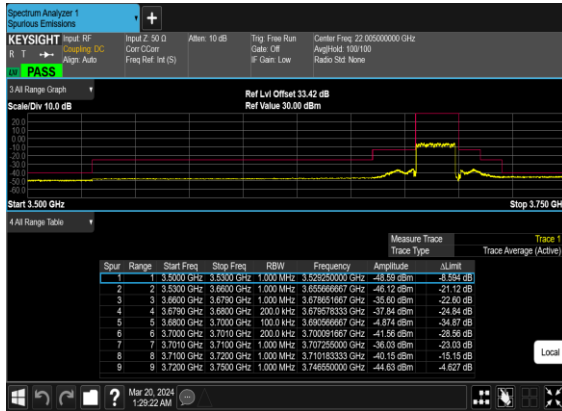 Spectrum Analyzer 1
Spurious Emissions
KEYSIGHT Input: RF Input Z: 50 Ω Atten: 10 dB Trig: Free Run Center Freq: 22.005000000 GHz
R T Coupling: DC Corr CCorr Gate: Off Avg|Hold: 100/100
Align: Auto Freq Ref: Int (S) IF Gain: Low Radio Std: None
PASS
3 All Range Graph
Ref Lvl Offset 33.42 dB
Scale/Div 10.0 dB Ref Value 30.00 dBm
20.0
10.0
0.00
-10.0
-20.0
-30.0
-40.0
-50.0
-60.0
Start 3.500 GHz Stop 3.750 GH
4 All Range Table
Measure Trace Trace 1
Trace Type Trace Average (Active)
Spur Range Start Freq Stop Freq RBW Frequency Amplitude ΔLimit
1 1 3.5000 GHz 3.5300 GHz 1.000 MHz 3.529250000 GHz -48.59 dBm -8.594 dB
2 2 3.5300 GHz 3.6600 GHz 1.000 MHz 3.655666667 GHz -46.12 dBm -21.12 dB
3 3 3.6600 GHz 3.6790 GHz 1.000 MHz 3.678651667 GHz -35.60 dBm -22.60 dB
4 4 3.6790 GHz 3.6800 GHz 200.0 kHz 3.679578333 GHz -37.84 dBm -24.84 dB
5 5 3.6800 GHz 3.7000 GHz 100.0 kHz 3.690566667 GHz -4.874 dBm -34.87 dB
6 6 3.7000 GHz 3.7010 GHz 200.0 kHz 3.700091667 GHz -41.56 dBm -28.56 dB
7 7 3.7010 GHz 3.7100 GHz 1.000 MHz 3.707255000 GHz -36.03 dBm -23.03 dB
8 8 3.7100 GHz 3.7200 GHz 1.000 MHz 3.710183333 GHz -40.15 dBm -15.15 dB
9 9 3.7200 GHz 3.7500 GHz 1.000 MHz 3.746550000 GHz -44.63 dBm -4.627 dB
Local
Mar 20, 2024
1:29:22 AM